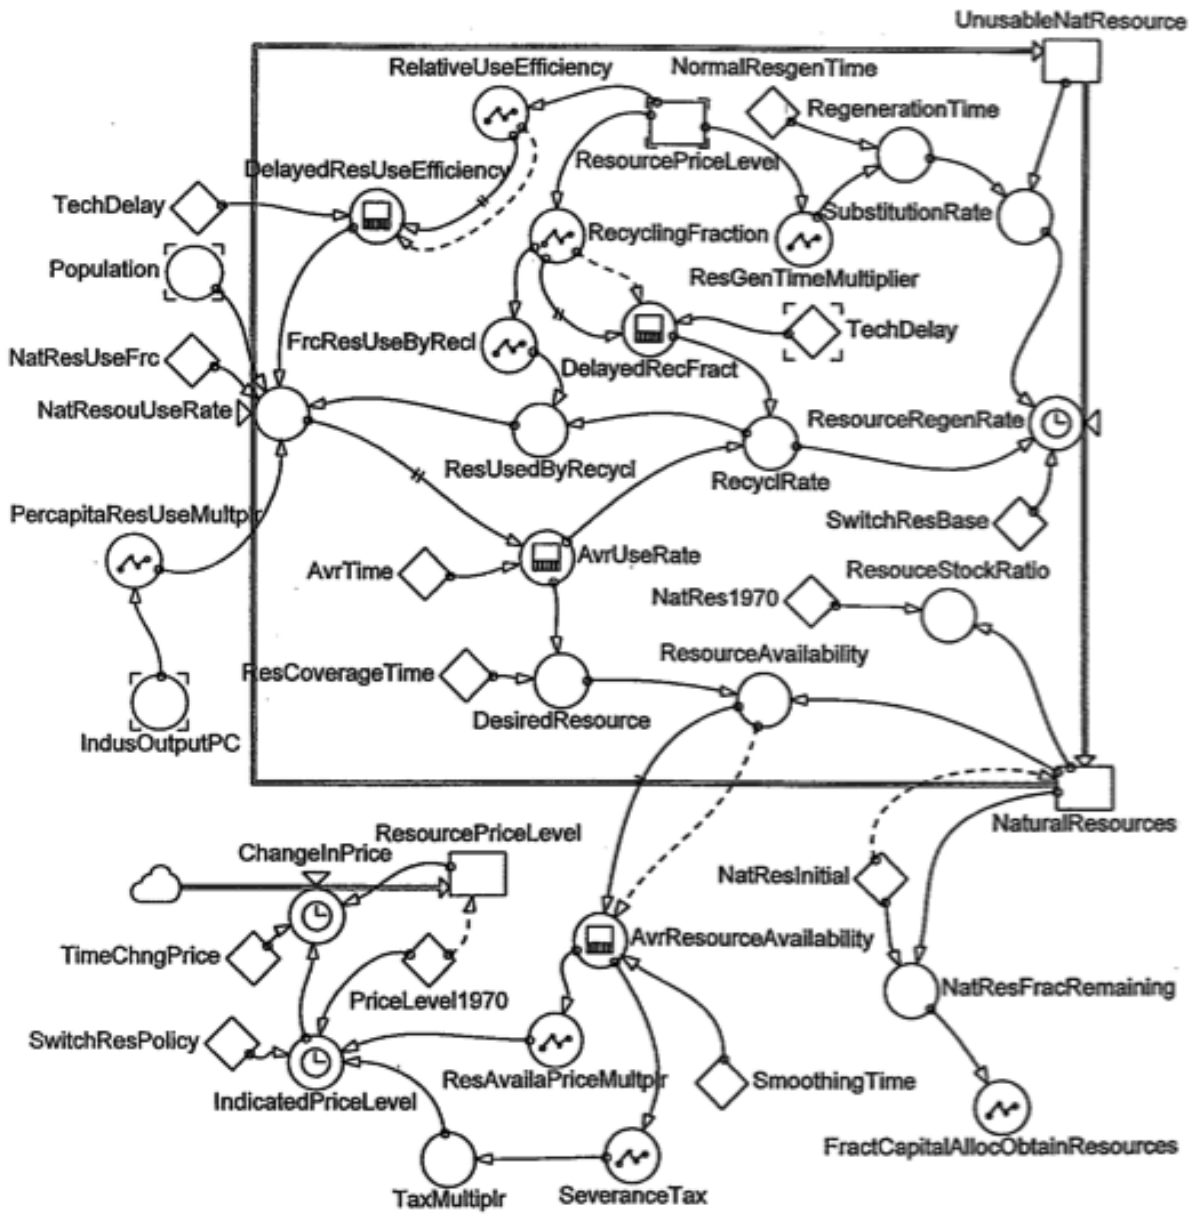 UnusableNatResource
RelativeUseEfficiency
NormalResgenTime
RegenerationTime
ResourcePriceLevel
DelayedResUseEfficiency
TechDelay
SubstitutionRate
RecyclingFraction
Population
ResGenTimeMultiplier
TechDelay
FrcResUseByRecl
NatResUseFrc
DelayedRecFract
NatResouUseRate
ResourceRegenRate
ResUsedByRecycl
RecyclRate
PercapitaResUseMultplr
SwitchResBase
AvrUseRate
AvrTime
ResouceStockRatio
NatRes1970
ResourceAvailability
ResCoverageTime
DesiredResource
IndusOutputPC
NaturalResources
ResourcePriceLevel
ChangeInPrice
NatResInitial
AvrResourceAvailability
TimeChngPrice
NatResFracRemaining
PriceLevel1970
SwitchResPolicy
ResAvailaPriceMultplr
SmoothingTime
IndicatedPriceLevel
FractCapitalAllocObtainResources
TaxMultiplr
SeveranceTax